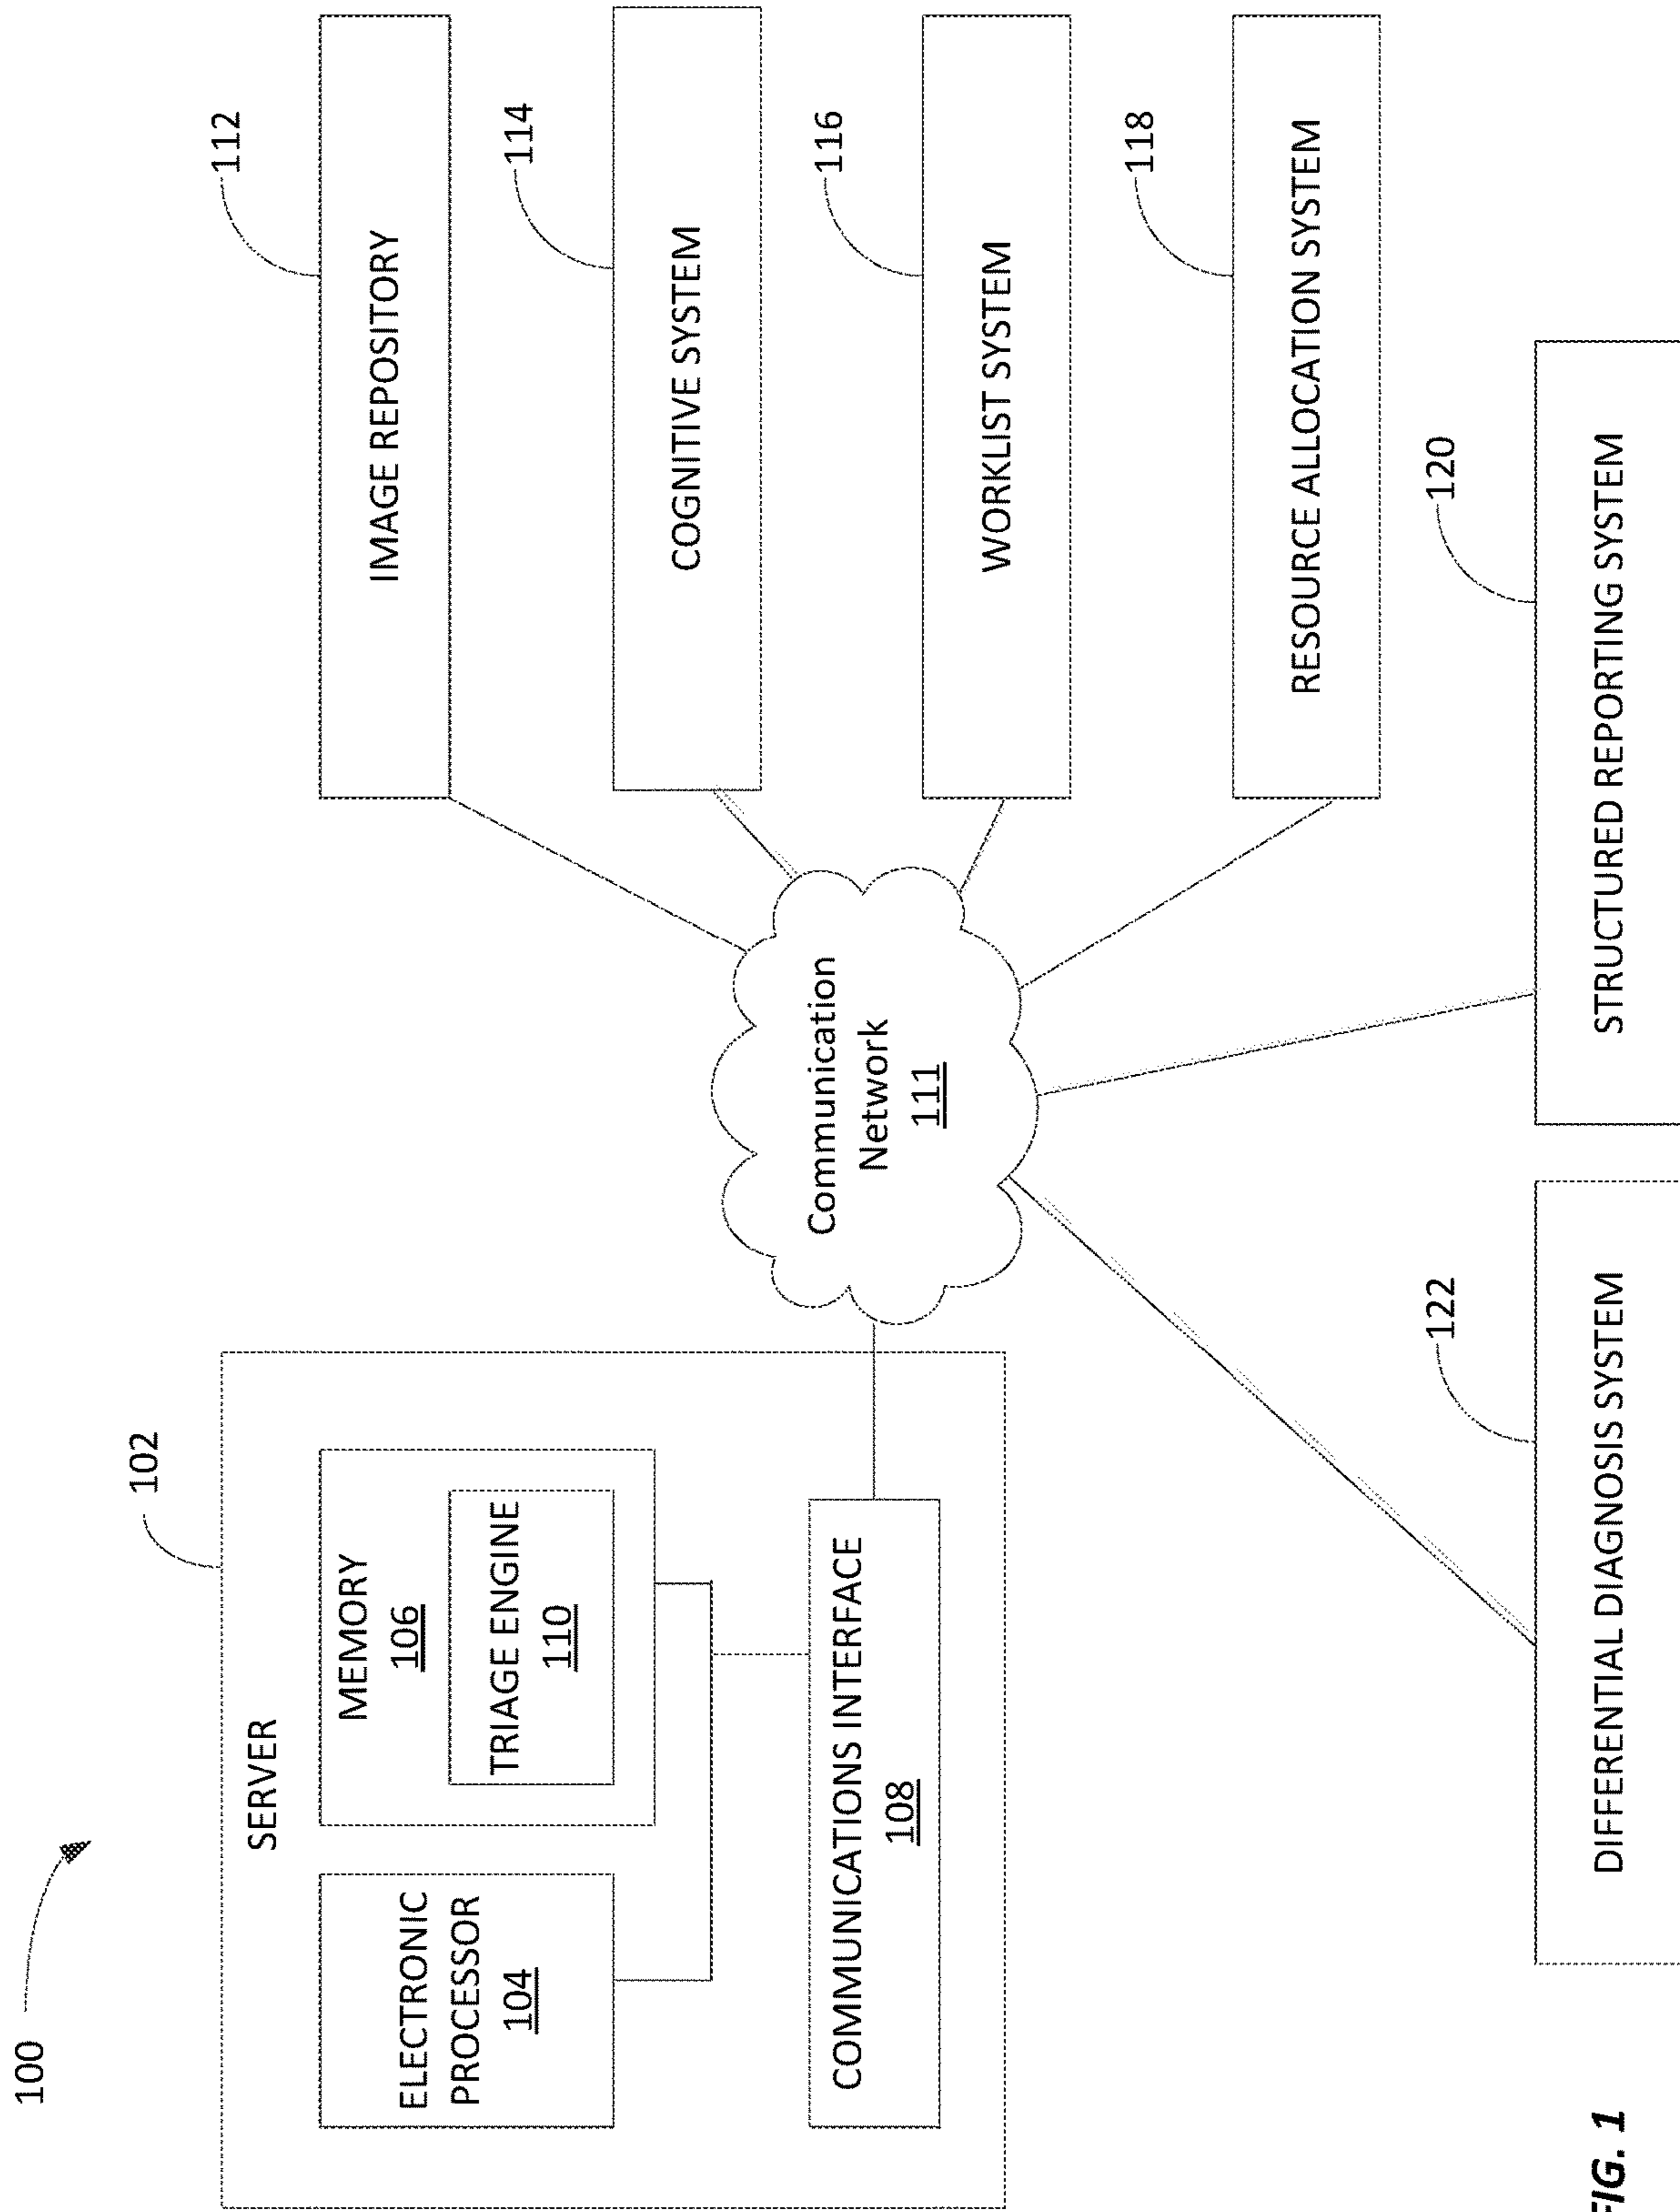 100
102
SERVER
ELECTRONIC
PROCESSOR
104
MEMORY
106
TRIAGE ENGINE
110
COMMUNICATIONS INTERFACE
108
Communication
Network
111
112
IMAGE REPOSITORY
114
COGNITIVE SYSTEM
116
WORKLIST SYSTEM
118
RESOURCE ALLOCATION SYSTEM
122
DIFFERENTIAL DIAGNOSIS SYSTEM
120
STRUCTURED REPORTING SYSTEM
FIG. 1